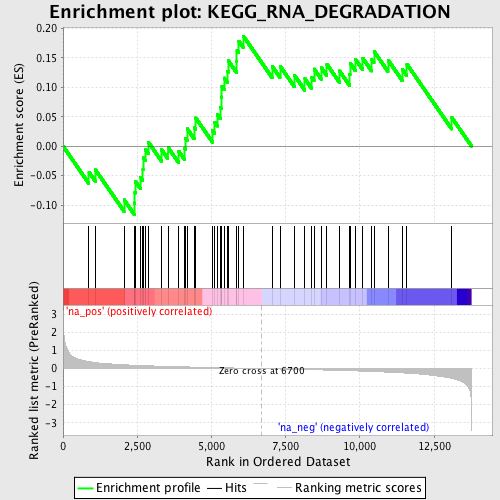 Enrichment plot: KEGG_RNA_DEGRADATION
Enrichment score (ES)
0.20
0.15
0.10
0.05
0.00
-0.05
-0.10
'na_pos' (positively correlated)
Ranked list metric (PreRanked)
3
2
1
0
-1
-2
-3
Zero cross at 6700
'na_neg' (negatively correlated)
0
2,500
5,000
7,500
10,000
12,500
Rank in Ordered Dataset
Enrichment profile
Hits
Ranking metric scores